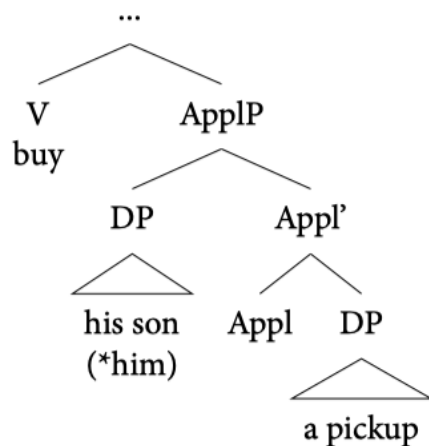 ...
V ApplP
buy
DP Appl’
his son Appl DP
(*him)
a pickup